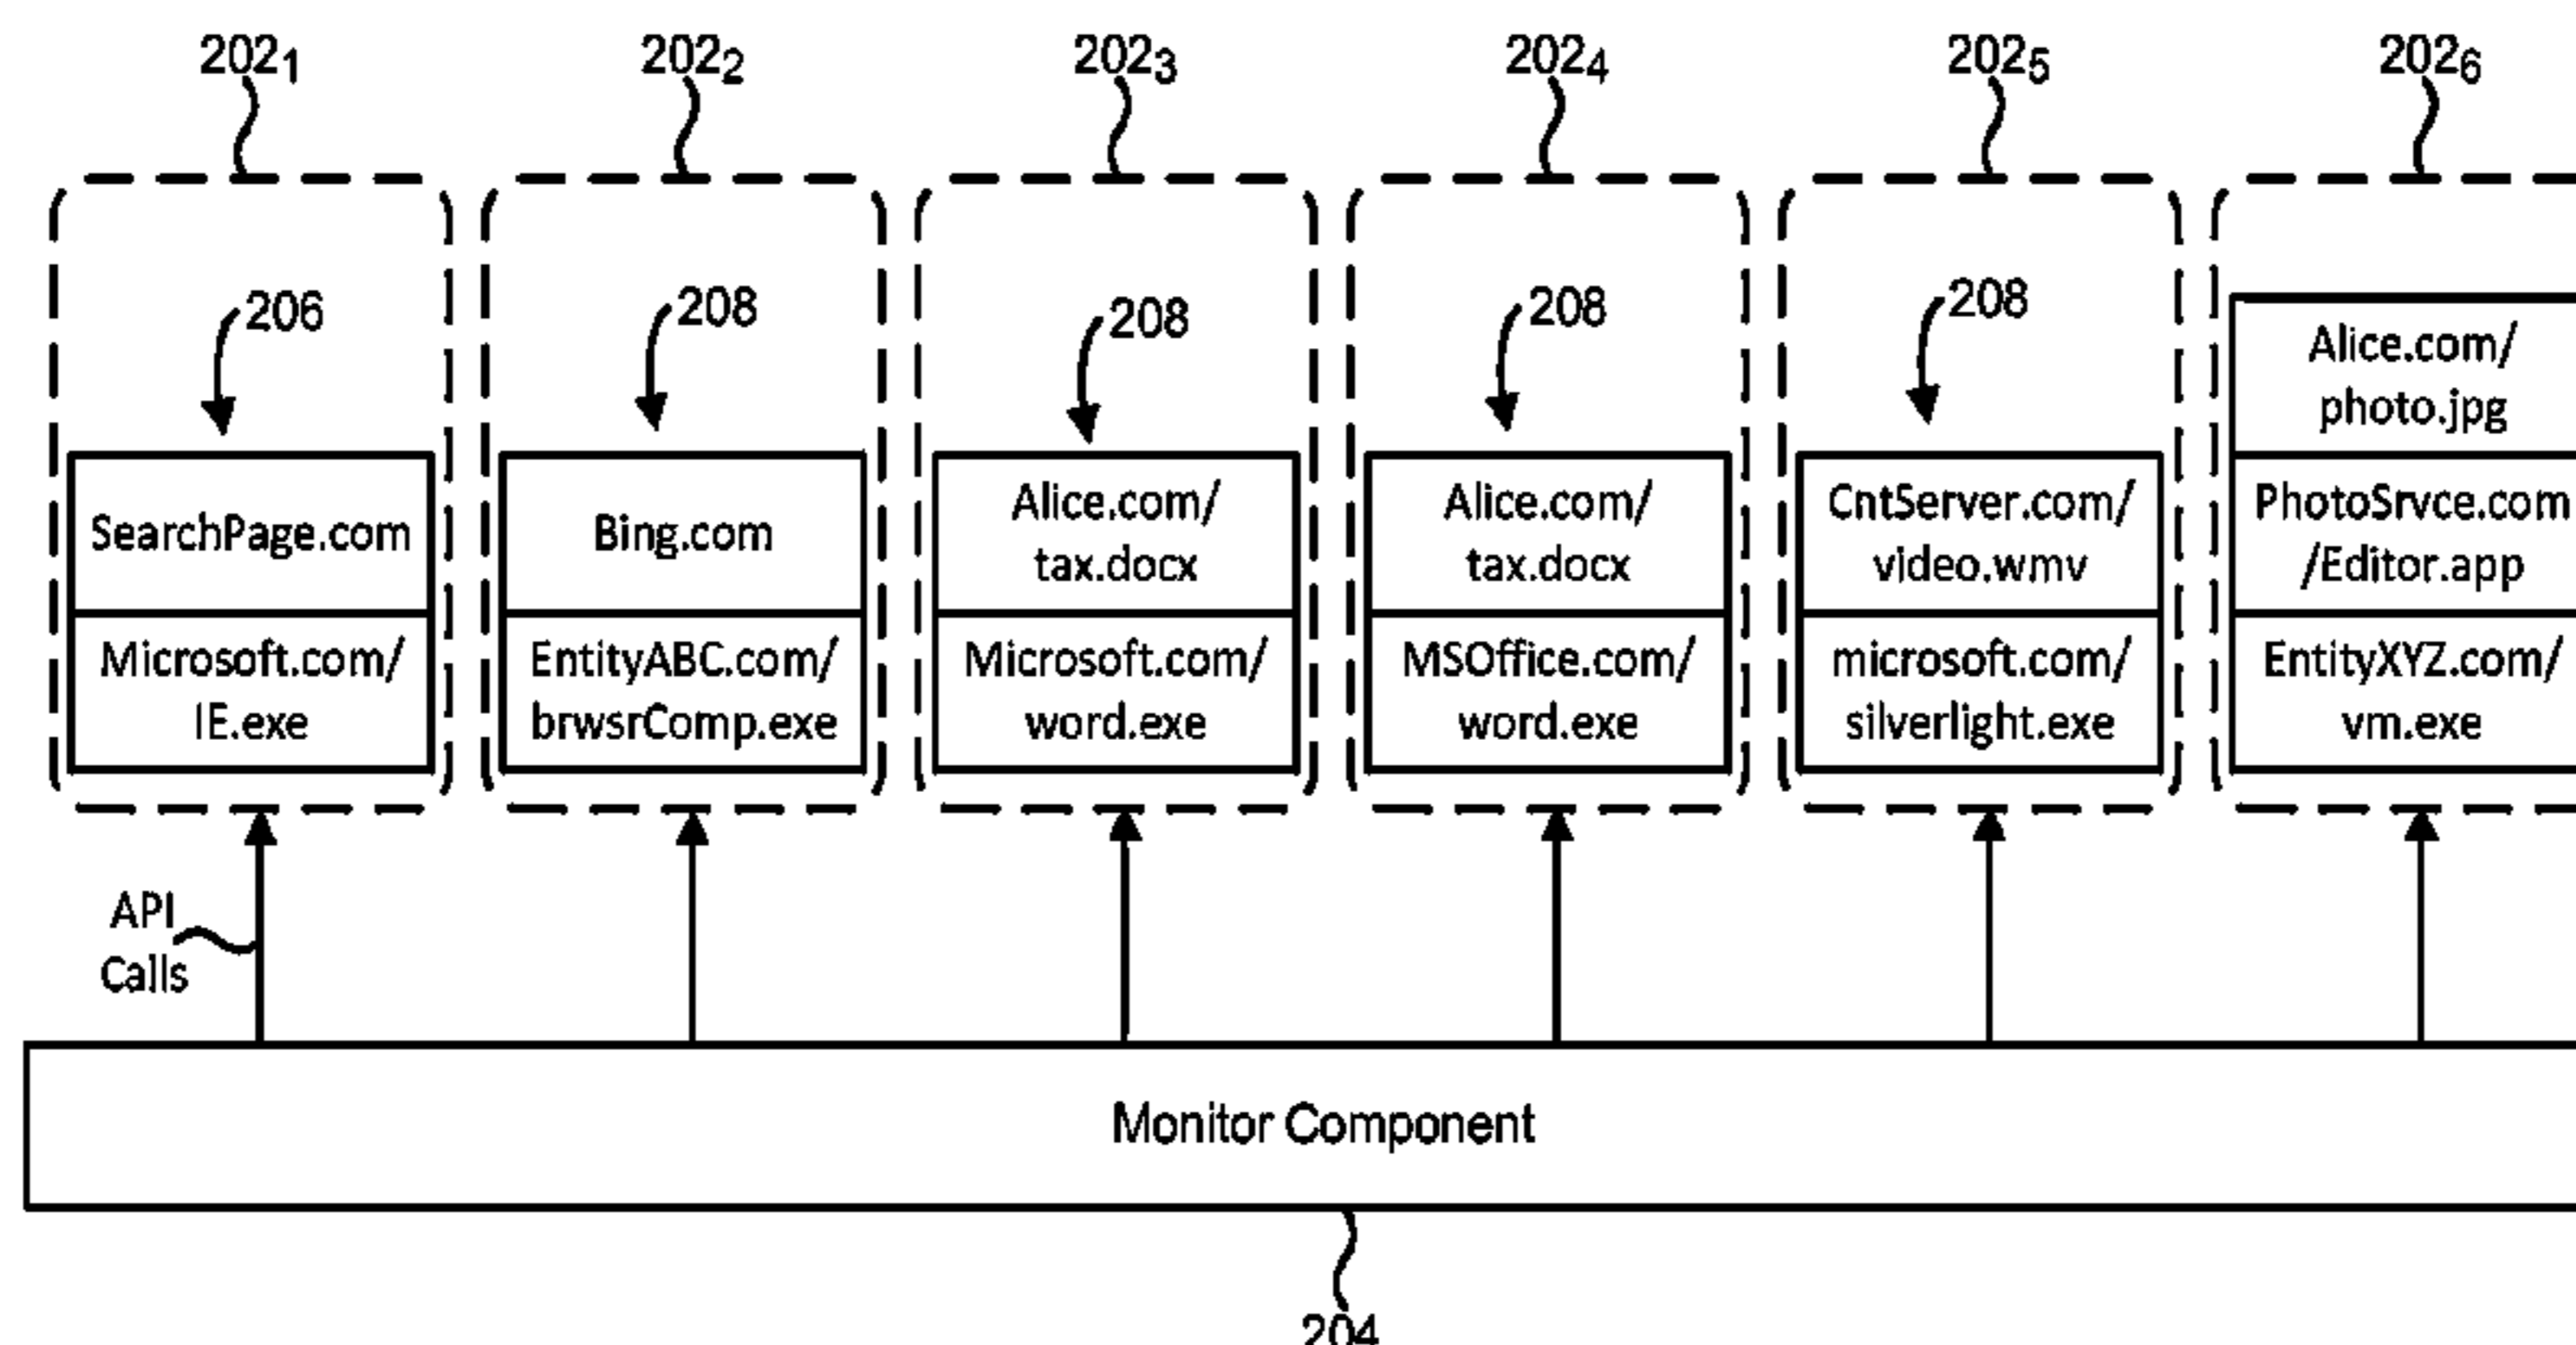 202₁
202₂
202₃
202₄
202₅
202₆
206
208
208
208
208
SearchPage.com
Microsoft.com/
IE.exe
Bing.com
EntityABC.com/
brwsrComp.exe
Alice.com/
tax.docx
Microsoft.com/
word.exe
Alice.com/
tax.docx
MSOffice.com/
word.exe
CntServer.com/
video.wmv
microsoft.com/
silverlight.exe
Alice.com/
photo.jpg
PhotoSrvce.com
/Editor.app
EntityXYZ.com/
vm.exe
API
Calls
Monitor Component
204